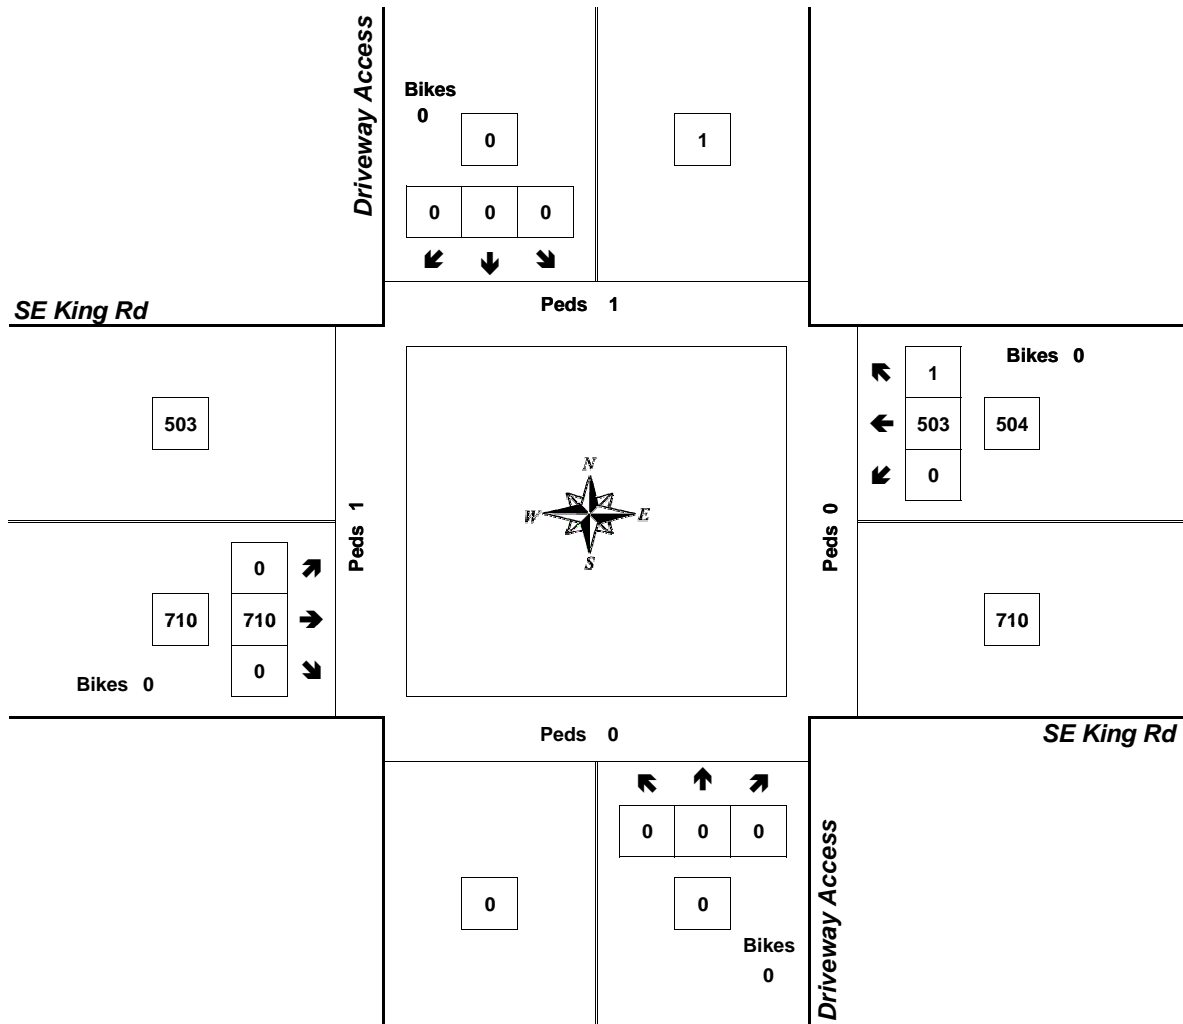 Driveway Access
Bikes
0
0
1
0 0 0
SE King Rd
Peds 1
1
Bikes 0
503
503 504
0
N
W E
S
Peds 1
Peds 0
0
710 710
710
0
Bikes 0
Peds 0
SE King Rd
0 0 0
0
0
Bikes
0
Driveway Access